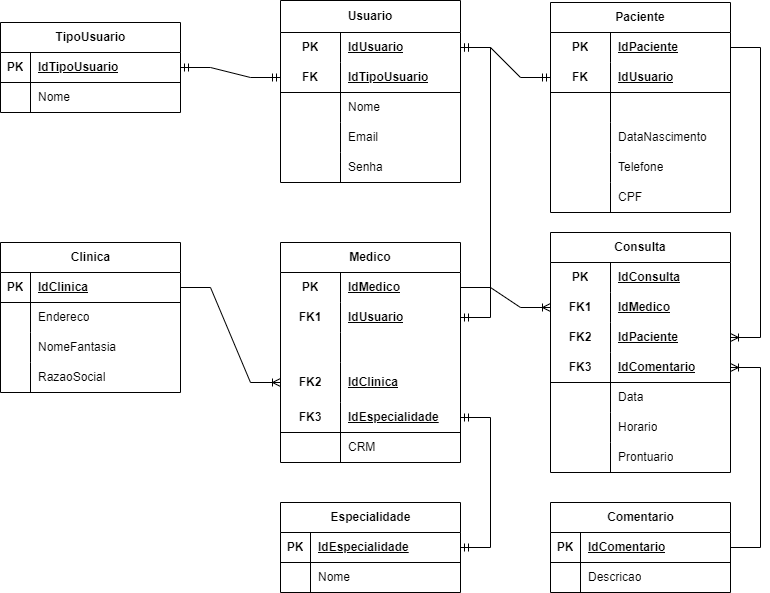 TipoUsuario
PK IdTipoUsuario
Nome
Usuario
PK IdUsuario
FK IdTipoUsuario
Nome
Email
Senha
Paciente
PK IdPaciente
FK IdUsuario
DataNascimento
Telefone
CPF
Clinica
PK IdClinica
Endereco
NomeFantasia
RazaoSocial
Medico
PK IdMedico
FK1 IdUsuario
FK2 IdClinica
FK3 IdEspecialidade
CRM
Consulta
PK IdConsulta
FK1 IdMedico
FK2 IdPaciente
FK3 IdComentario
Data
Horario
Prontuario
Especialidade
PK IdEspecialidade
Nome
Comentario
PK IdComentario
Descricao